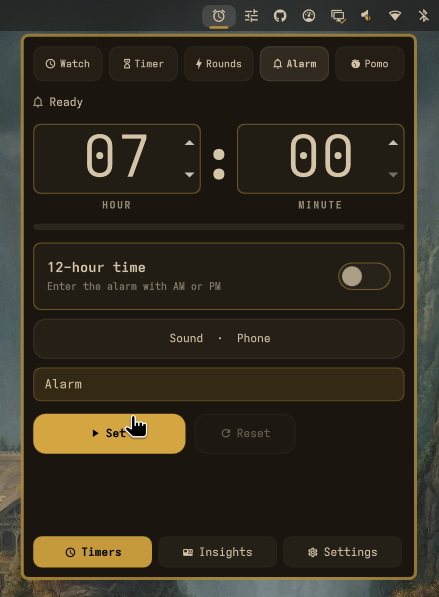 Watch Timer Rounds Alarm Pomo
Ready
07 : 00
HOUR MINUTE
12-hour time
Enter the alarm with AM or PM
Sound · Phone
Alarm
Set Reset
Timers Insights Settings